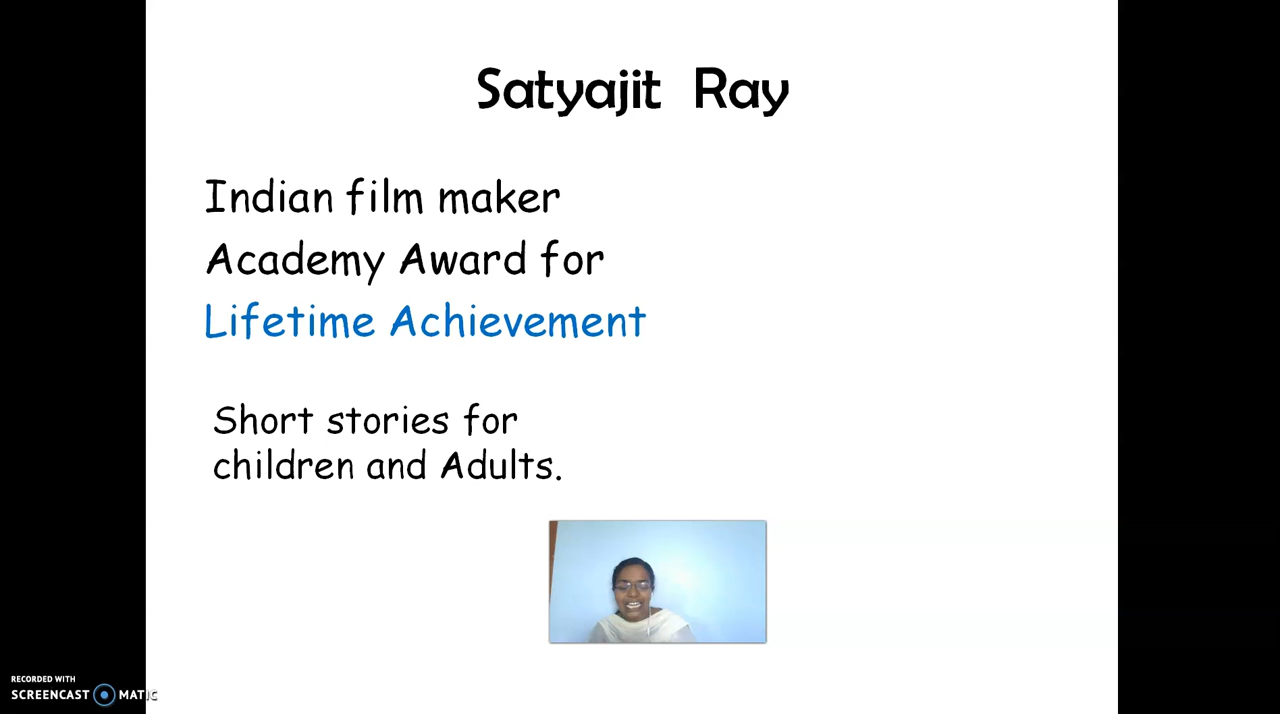 Satyajit Ray
Indian film maker
Academy Award for
Lifetime Achievement
Short stories for
children and Adults.
RECORDED WITH
SCREENCAST MATIC